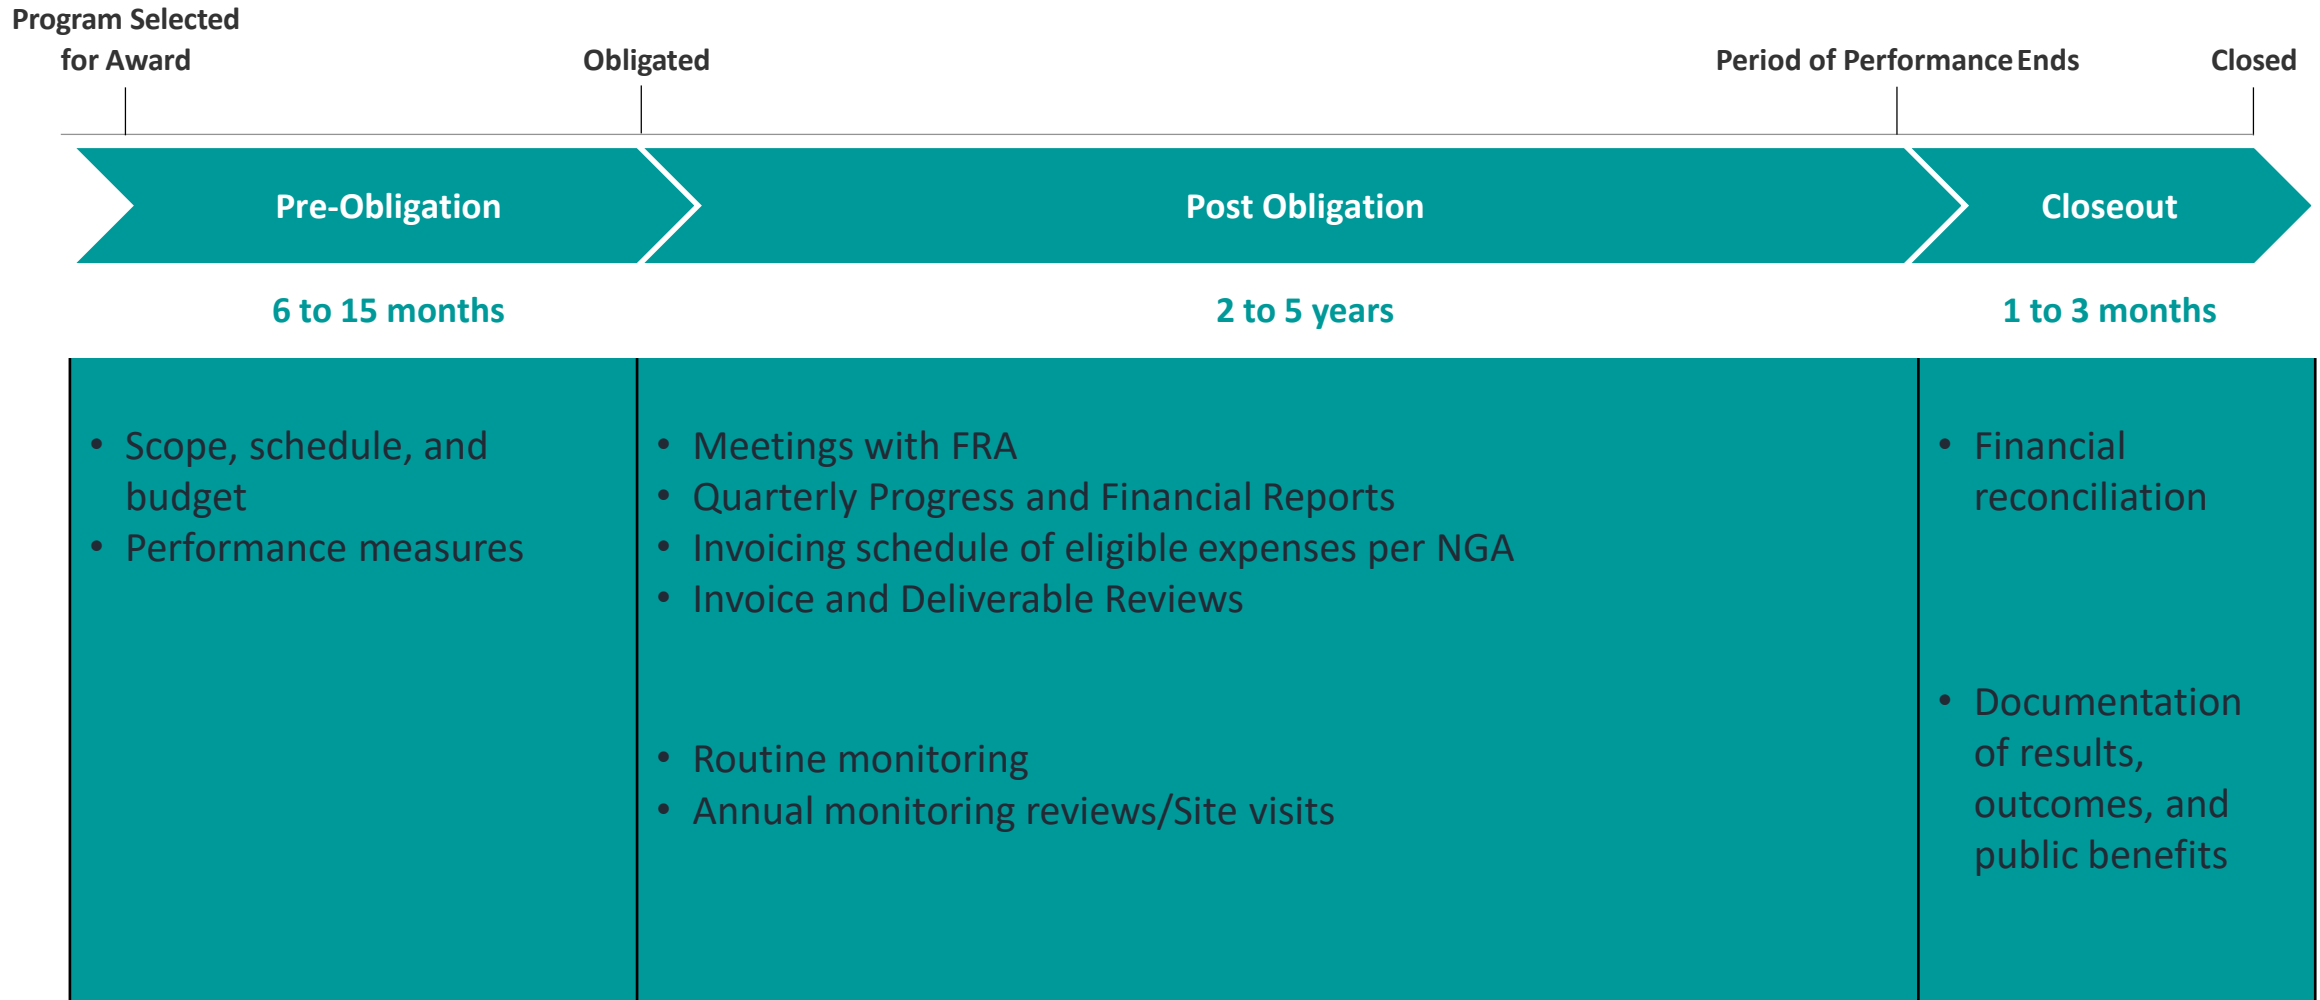 Program Selected
for Award
Obligated
Period of Performance Ends
Closed
Pre-Obligation
Post Obligation
Closeout
6 to 15 months
2 to 5 years
1 to 3 months
• Scope, schedule, and
budget
• Performance measures
• Meetings with FRA
• Quarterly Progress and Financial Reports
• Invoicing schedule of eligible expenses per NGA
• Invoice and Deliverable Reviews
• Routine monitoring
• Annual monitoring reviews/Site visits
• Financial
reconciliation
• Documentation
of results,
outcomes, and
public benefits